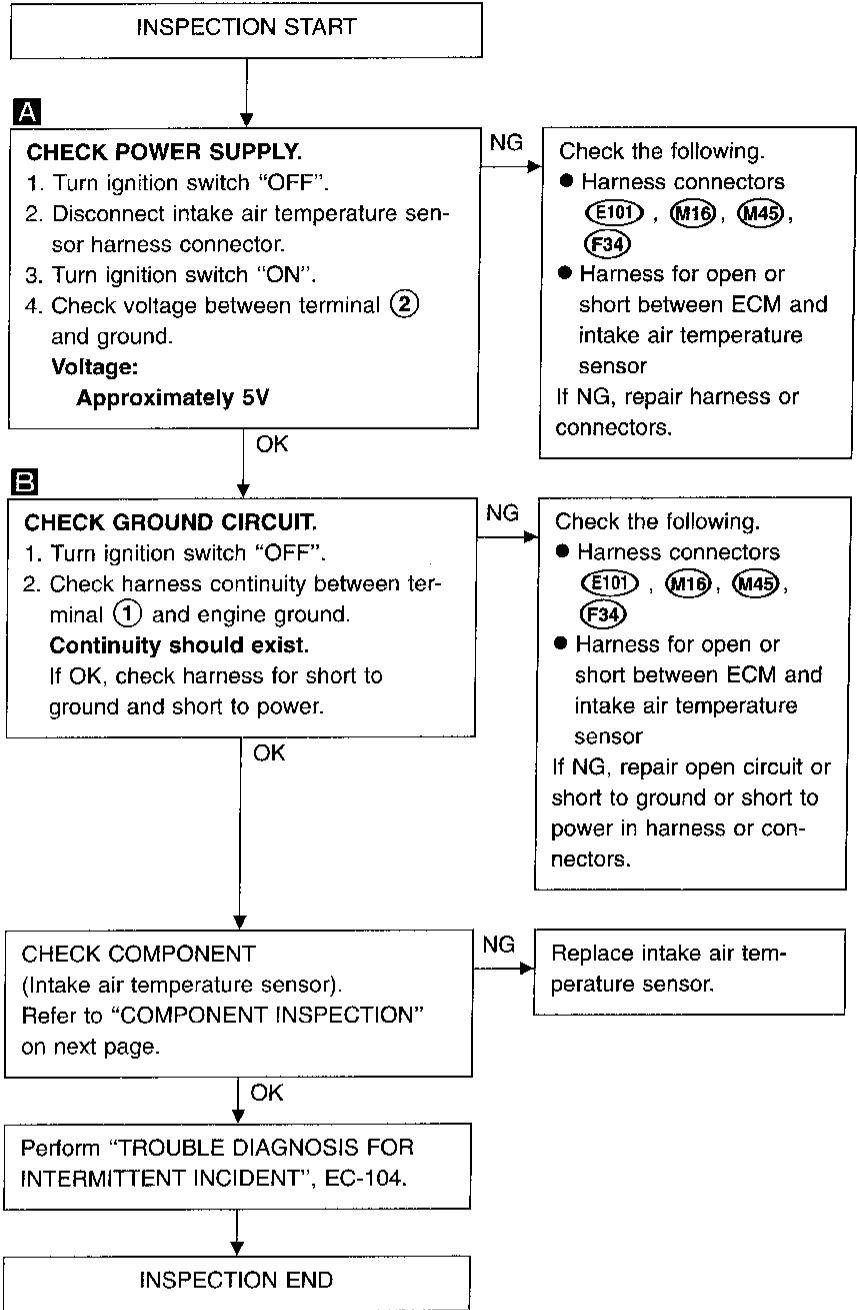 INSPECTION START
A
CHECK POWER SUPPLY.
1. Turn ignition switch “OFF”.
2. Disconnect intake air temperature sen-
sor harness connector.
3. Turn ignition switch “ON”.
4. Check voltage between terminal ②
and ground.
Voltage:
Approximately 5V
NG
Check the following.
● Harness connectors
E101 , M16, M45,
F34
● Harness for open or
short between ECM and
intake air temperature
sensor
If NG, repair harness or
connectors.
OK
B
CHECK GROUND CIRCUIT.
1. Turn ignition switch “OFF”.
2. Check harness continuity between ter-
minal ① and engine ground.
Continuity should exist.
If OK, check harness for short to
ground and short to power.
NG
Check the following.
● Harness connectors
E101 , M16, M45,
F34
● Harness for open or
short between ECM and
intake air temperature
sensor
If NG, repair open circuit or
short to ground or short to
power in harness or con-
nectors.
OK
CHECK COMPONENT
(Intake air temperature sensor).
Refer to “COMPONENT INSPECTION”
on next page.
NG
Replace intake air tem-
perature sensor.
OK
Perform “TROUBLE DIAGNOSIS FOR
INTERMITTENT INCIDENT”, EC-104.
INSPECTION END